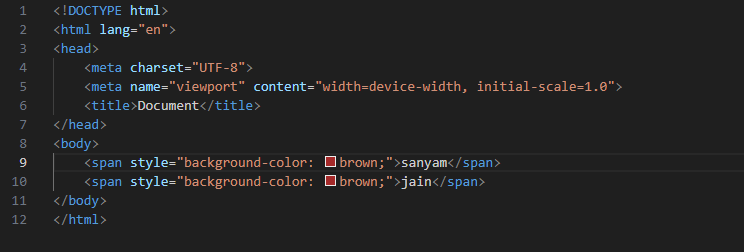 1 <!DOCTYPE html>
2 <html lang="en">
3 <head>
4     <meta charset="UTF-8">
5     <meta name="viewport" content="width=device-width, initial-scale=1.0">
6     <title>Document</title>
7 </head>
8 <body>
9     <span style="background-color: brown;">sanyam</span>
10     <span style="background-color: brown;">jain</span>
11 </body>
12 </html>